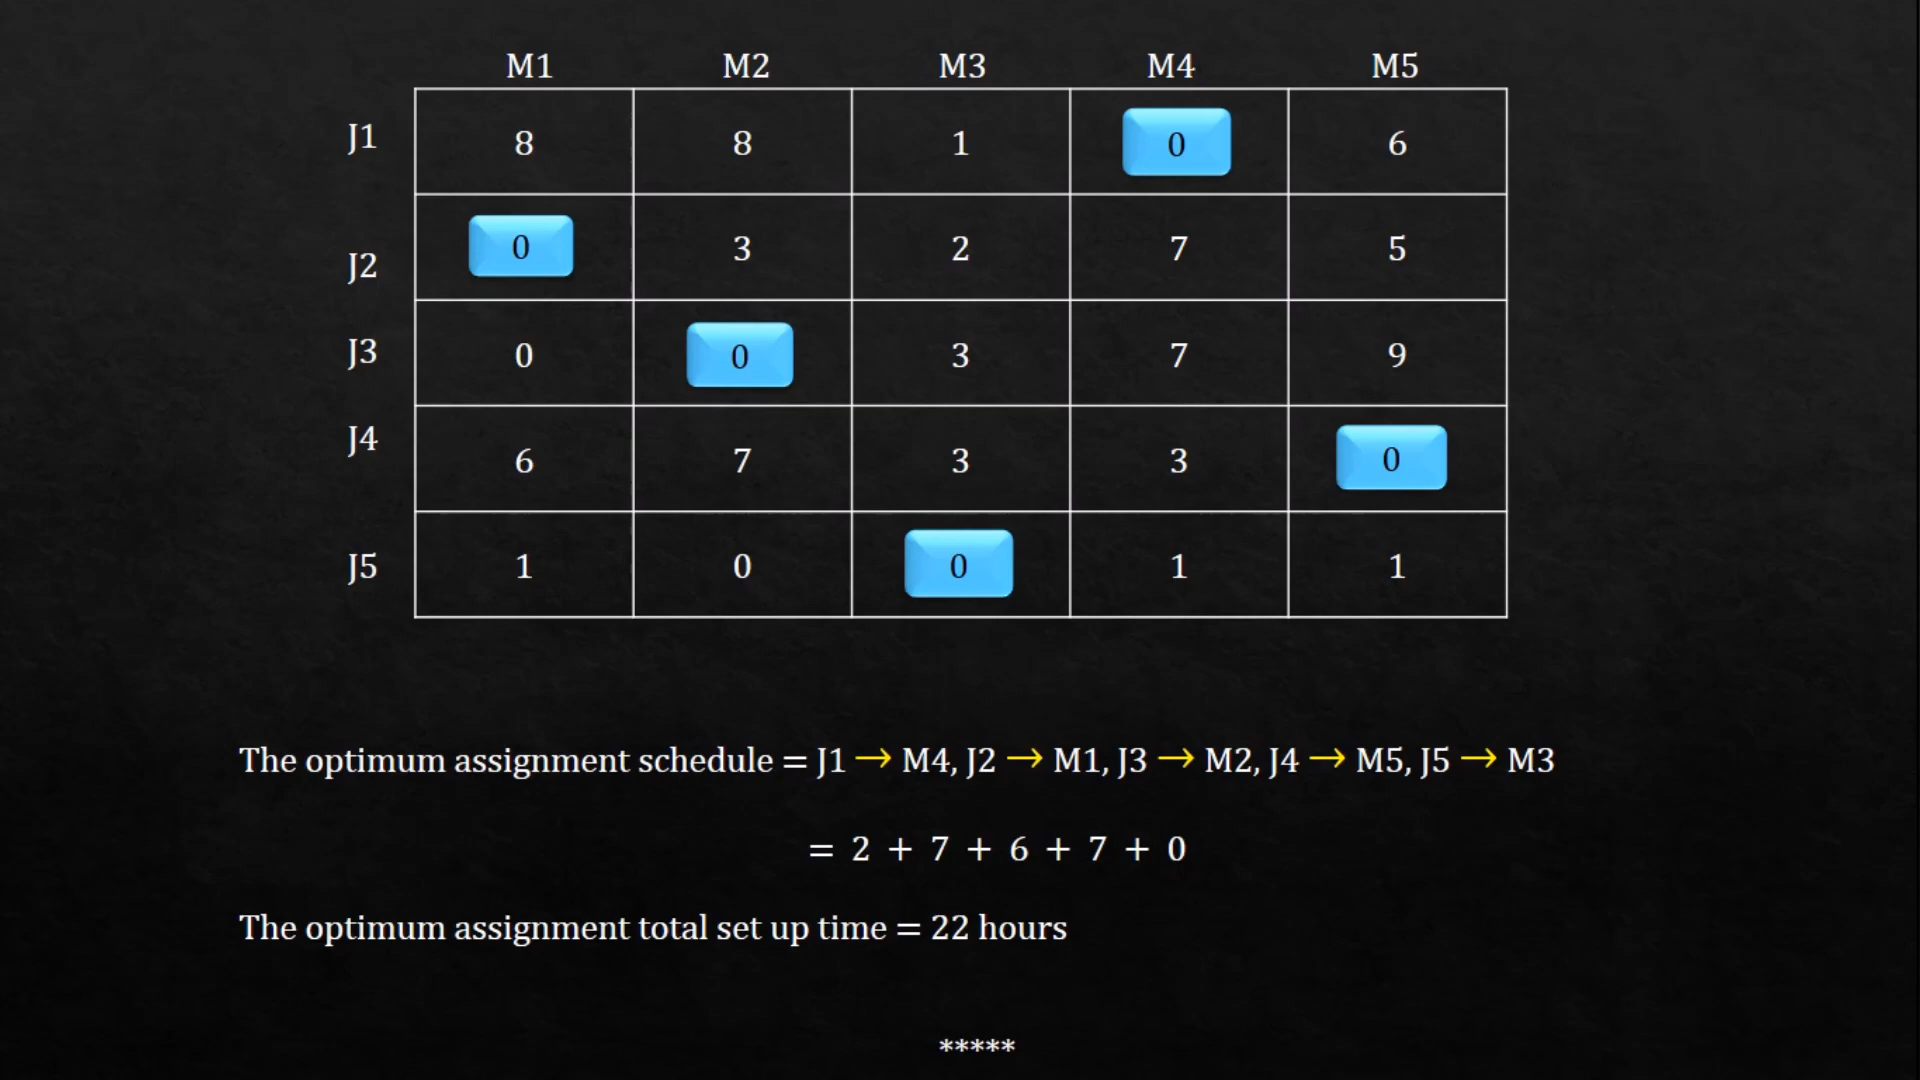 M1 M2 M3 M4 M5
J1 8 8 1 0 6
J2 0 3 2 7 5
J3 0 0 3 7 9
J4 6 7 3 3 0
J5 1 0 0 1 1
The optimum assignment schedule = J1 → M4, J2 → M1, J3 → M2, J4 → M5, J5 → M3
= 2 + 7 + 6 + 7 + 0
The optimum assignment total set up time = 22 hours
*****